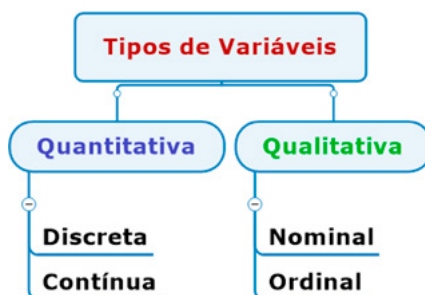 Tipos de Variáveis
Quantitativa
Qualitativa
Discreta
Nominal
Contínua
Ordinal